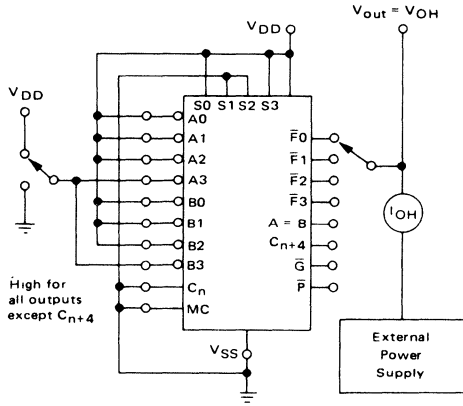 V_out = V_OH
V_DD
S0 S1 S2 S3
V_DD
A0
A1
A2
A3
B0
B1
B2
B3
C_n
MC
F̅0
F̅1
F̅2
F̅3
A = B
C_n+4
G̅
P̅
I_OH
High for
all outputs
except C_n+4
V_SS
External
Power
Supply